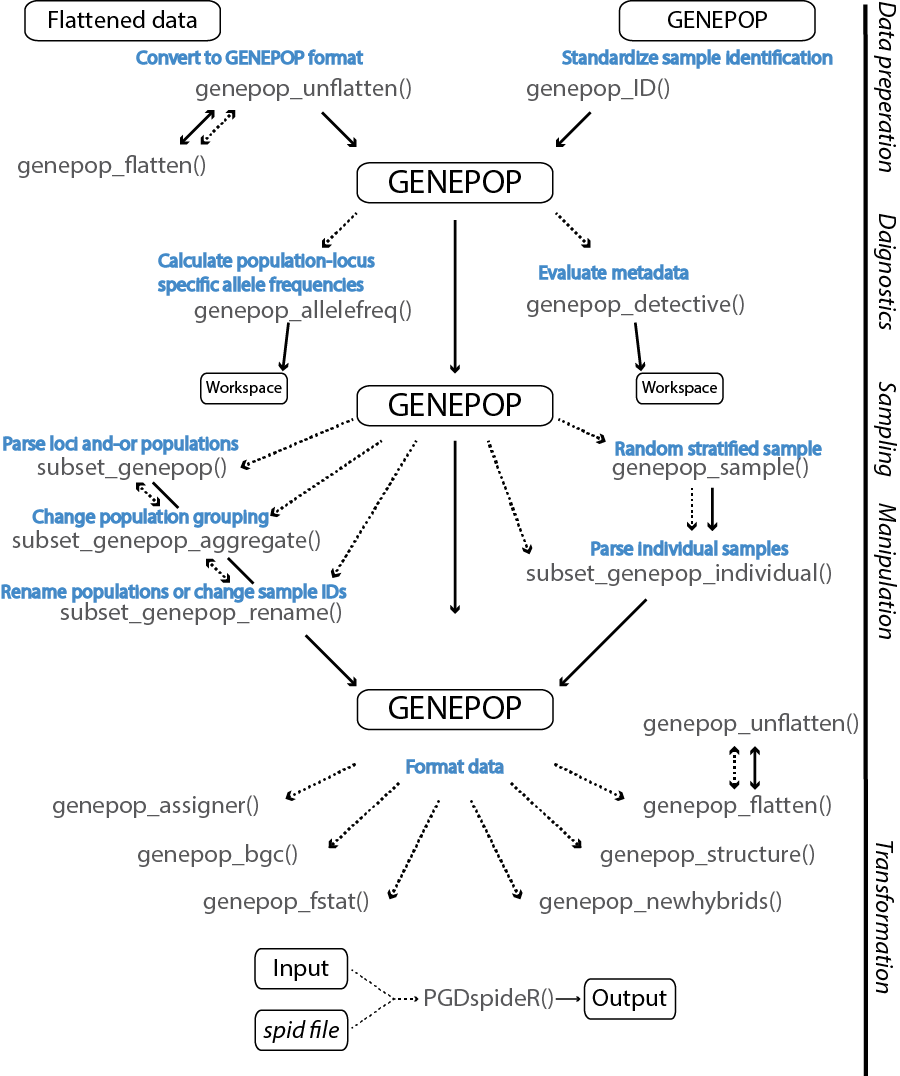 Flattened data
GENEPOP
Data preperation
Convert to GENEPOP format
genepop_unflatten()
Standardize sample identification
genepop_ID()
genepop_flatten()
GENEPOP
Daignostics
Calculate population-locus
specific allele frequencies
genepop_allelefreq()
Evaluate metadata
genepop_detective()
Workspace
Workspace
GENEPOP
Sampling
Parse loci and-or populations
subset_genepop()
Random stratified sample
genepop_sample()
Manipulation
Change population grouping
subset_genepop_aggregate()
Parse individual samples
subset_genepop_individual()
Rename populations or change sample IDs
subset_genepop_rename()
GENEPOP
genepop_unflatten()
Format data
genepop_assigner()
genepop_flatten()
Transformation
genepop_bgc()
genepop_structure()
genepop_fstat()
genepop_newhybrids()
Input
spid file
PGDspideR()
Output